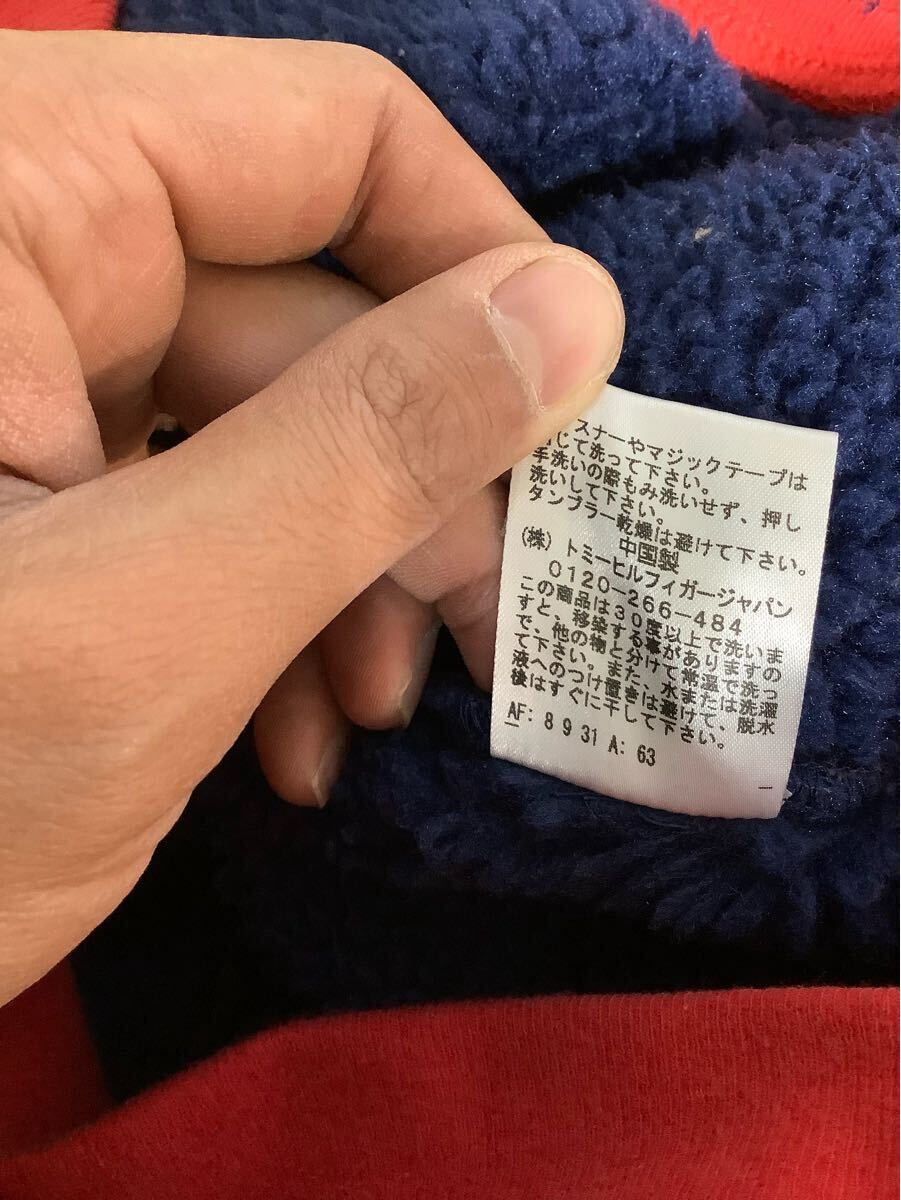 スナーやマジックテープは
じて洗って下さい。
手洗いの際もみ洗いせず、押し
洗いして下さい。
タンブラー乾燥は避けて下さい。
中国製
(株)トミーヒルフィガージャパン
0120-266-484
この商品は30度以上で洗いま
すと、移染する事がありますの
で、他の物と分けて常温で洗っ
て下さい。また、水または洗濯
液へのつけ置きは避けて、脱水
後はすぐに干して下さい。
AF: 8 9 31 A: 63